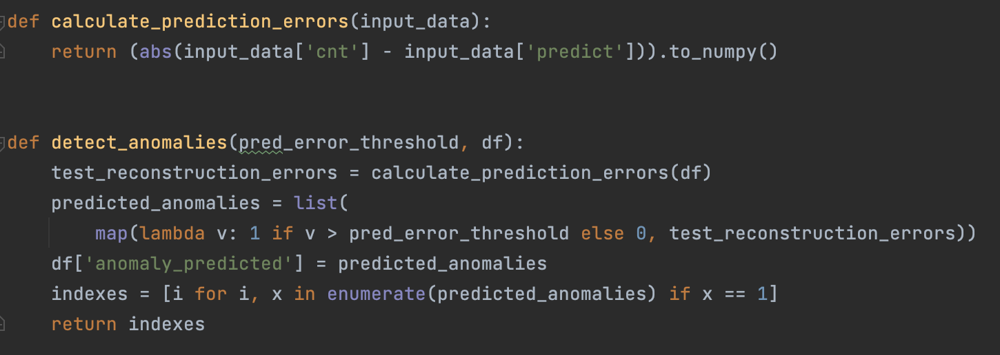 def calculate_prediction_errors(input_data):
    return (abs(input_data['cnt'] - input_data['predict'])).to_numpy()
def detect_anomalies(pred_error_threshold, df):
    test_reconstruction_errors = calculate_prediction_errors(df)
    predicted_anomalies = list(
        map(lambda v: 1 if v > pred_error_threshold else 0, test_reconstruction_errors))
    df['anomaly_predicted'] = predicted_anomalies
    indexes = [i for i, x in enumerate(predicted_anomalies) if x == 1]
    return indexes